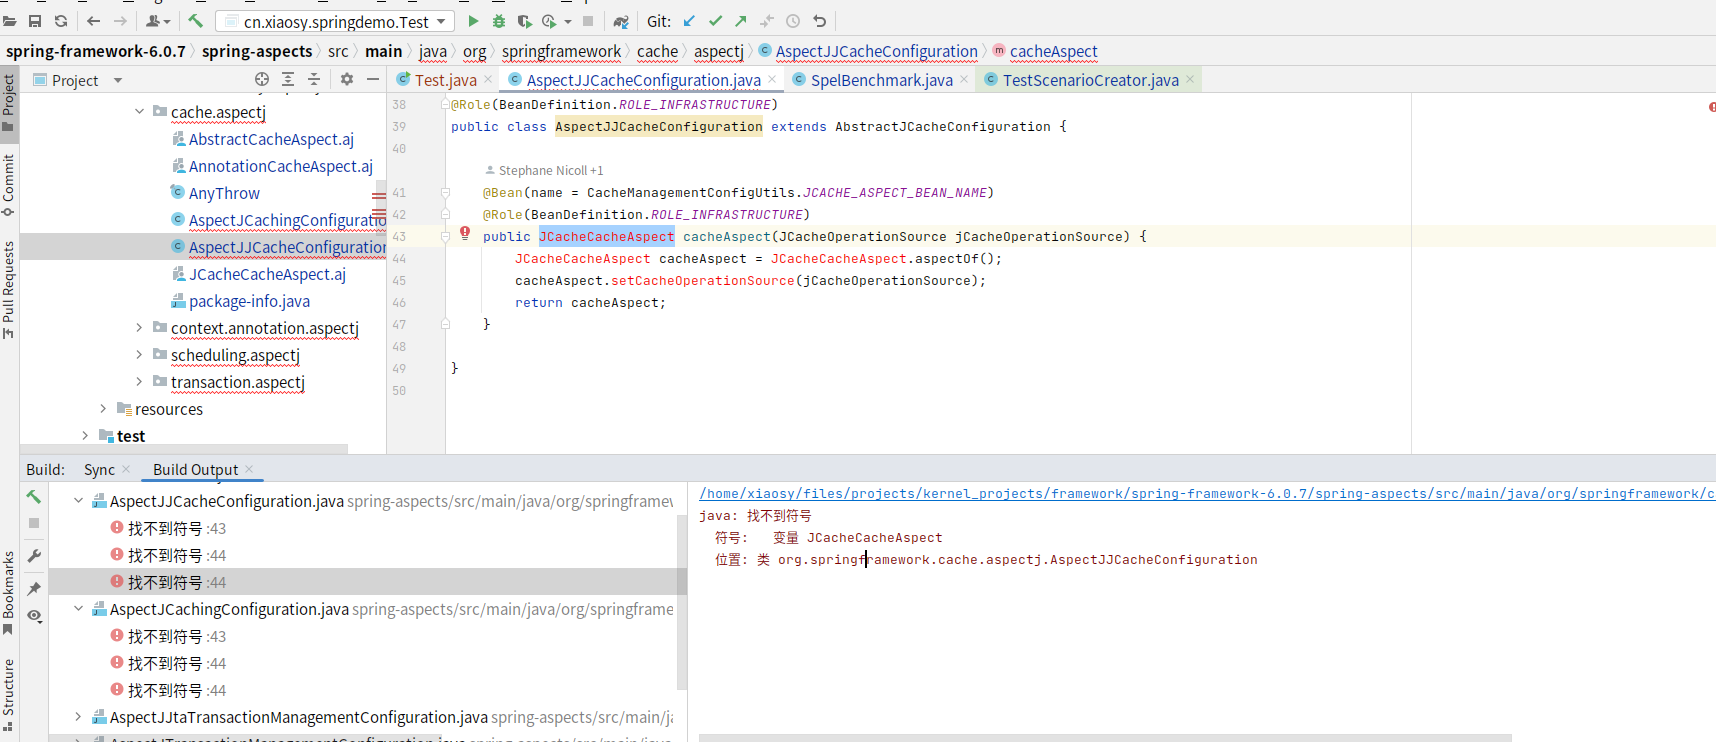 cn.xiaosy.springdemo.Test
Git:
spring-framework-6.0.7 spring-aspects src main java org springframework cache aspectj AspectJJCacheConfiguration m cacheAspect
Project
Test.java
AspectJJCacheConfiguration.java
SpelBenchmark.java
TestScenarioCreator.java
Project
Commit
Pull Requests
Bookmarks
Structure
cache.aspectj
AbstractCacheAspect.aj
AnnotationCacheAspect.aj
AnyThrow
AspectJCachingConfiguratio
AspectJJCacheConfiguration
JCacheCacheAspect.aj
package-info.java
context.annotation.aspectj
scheduling.aspectj
transaction.aspectj
resources
test
38 @Role(BeanDefinition.ROLE_INFRASTRUCTURE)
39 public class AspectJJCacheConfiguration extends AbstractJCacheConfiguration {
40
Stephane Nicoll +1
41 @Bean(name = CacheManagementConfigUtils.JCACHE_ASPECT_BEAN_NAME)
42 @Role(BeanDefinition.ROLE_INFRASTRUCTURE)
43 public JCacheCacheAspect cacheAspect(JCacheOperationSource jCacheOperationSource) {
44 JCacheCacheAspect cacheAspect = JCacheCacheAspect.aspectOf();
45 cacheAspect.setCacheOperationSource(jCacheOperationSource);
46 return cacheAspect;
47 }
48
49 }
50
Build: Sync Build Output
AspectJJCacheConfiguration.java spring-aspects/src/main/java/org/springframew
找不到符号 :43
找不到符号 :44
找不到符号 :44
AspectJCachingConfiguration.java spring-aspects/src/main/java/org/springframe
找不到符号 :43
找不到符号 :44
找不到符号 :44
AspectJJtaTransactionManagementConfiguration.java spring-aspects/src/main/ja
/home/xiaosy/files/projects/kernel_projects/framework/spring-framework-6.0.7/spring-aspects/src/main/java/org/springframework/c
java: 找不到符号
符号: 变量 JCacheCacheAspect
位置: 类 org.springframework.cache.aspectj.AspectJJCacheConfiguration